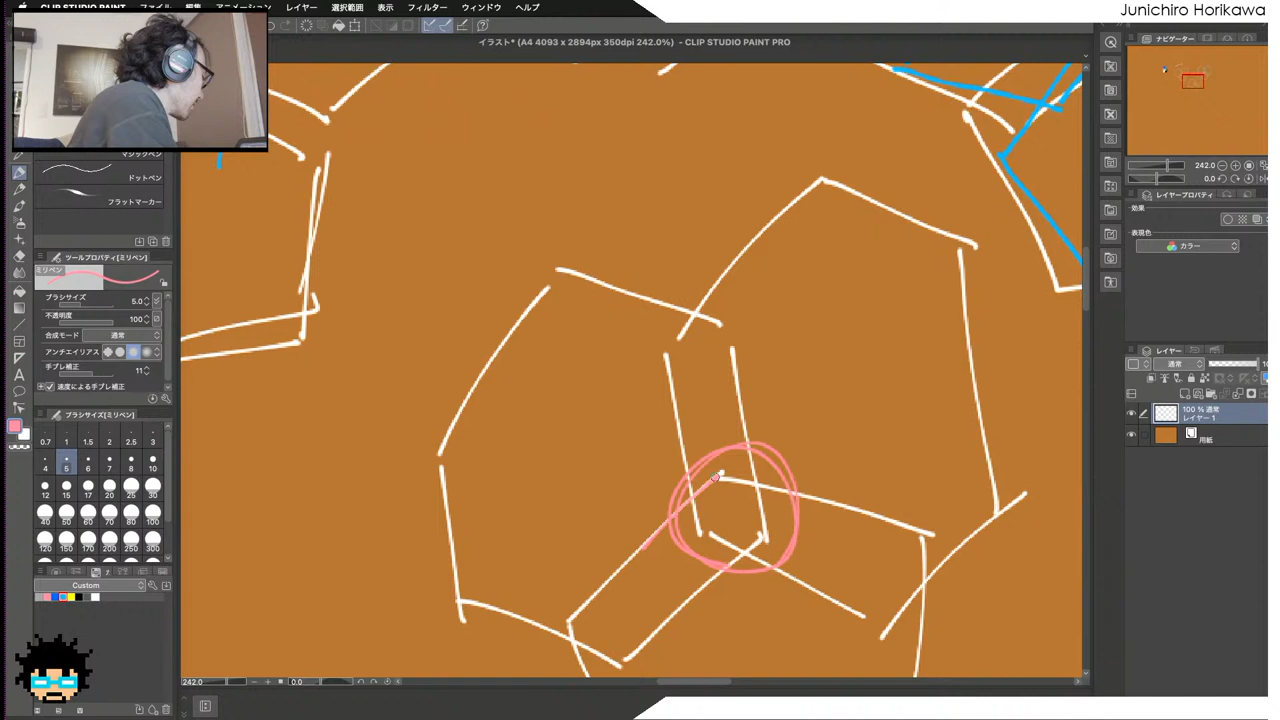 CLIP STUDIO PAINT ファイル 編集 アニメーション レイヤー 選択範囲 表示 フィルター ウィンドウ ヘルプ
Junichiro Horikawa
イラスト* (A4 4093 x 2894px 350dpi 242.0%) - CLIP STUDIO PAINT PRO
ナビゲーター
242.0
0.0
マジックペン
ドットペン
フラットマーカー
ツールプロパティ[ミリペン]
ミリペン
ブラシサイズ 5.0
不透明度 100
合成モード 通常
アンチエイリアス
手ブレ補正 11
速度による手ブレ補正
ブラシサイズ[ミリペン]
0.7 1 1.5 2 2.5 3
4 5 6 7 8 10
12 15 17 20 25 30
40 50 60 70 80 100
120 150 170 200 250 300
Custom
レイヤープロパティ
効果
表現色
カラー
レイヤー
通常
100 % 通常
レイヤー 1
用紙
242.0 0.0